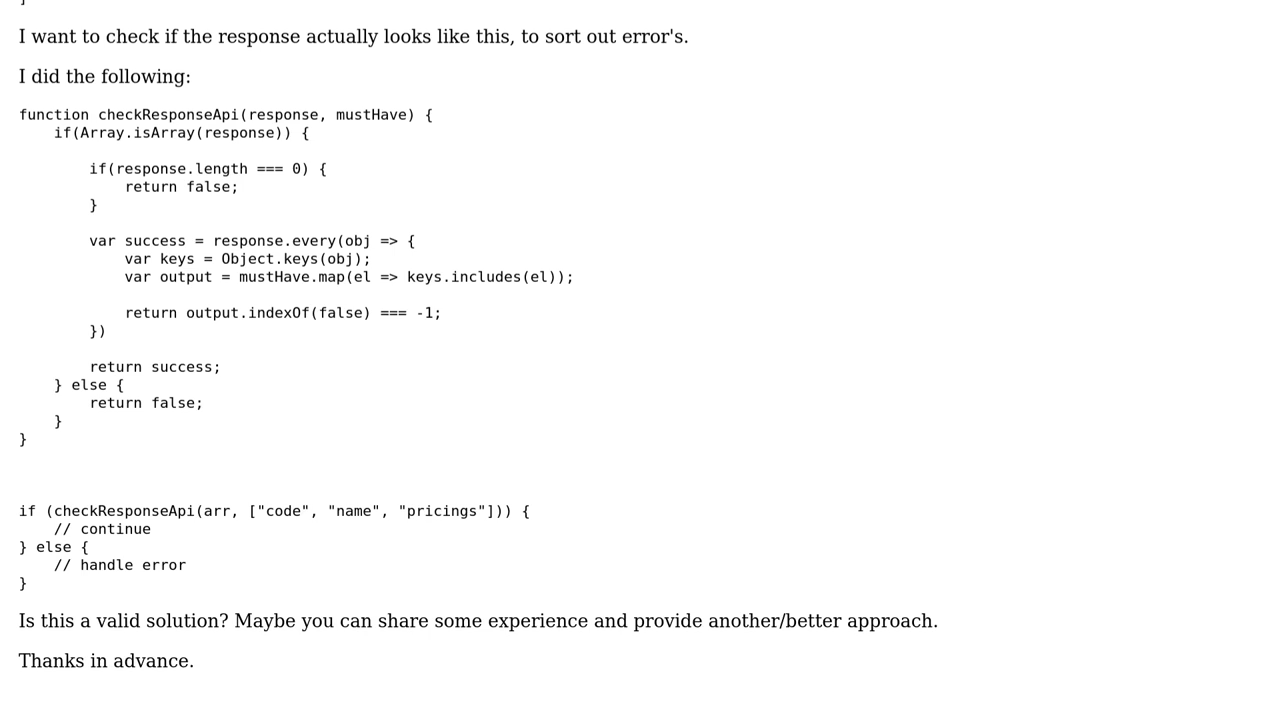 ]
I want to check if the response actually looks like this, to sort out error's.
I did the following:
function checkResponseApi(response, mustHave) {
    if(Array.isArray(response)) {

        if(response.length === 0) {
            return false;
        }

        var success = response.every(obj => {
            var keys = Object.keys(obj);
            var output = mustHave.map(el => keys.includes(el));

            return output.indexOf(false) === -1;
        })

        return success;
    } else {
        return false;
    }
}

if (checkResponseApi(arr, ["code", "name", "pricings"])) {
    // continue
} else {
    // handle error
}
Is this a valid solution? Maybe you can share some experience and provide another/better approach.
Thanks in advance.